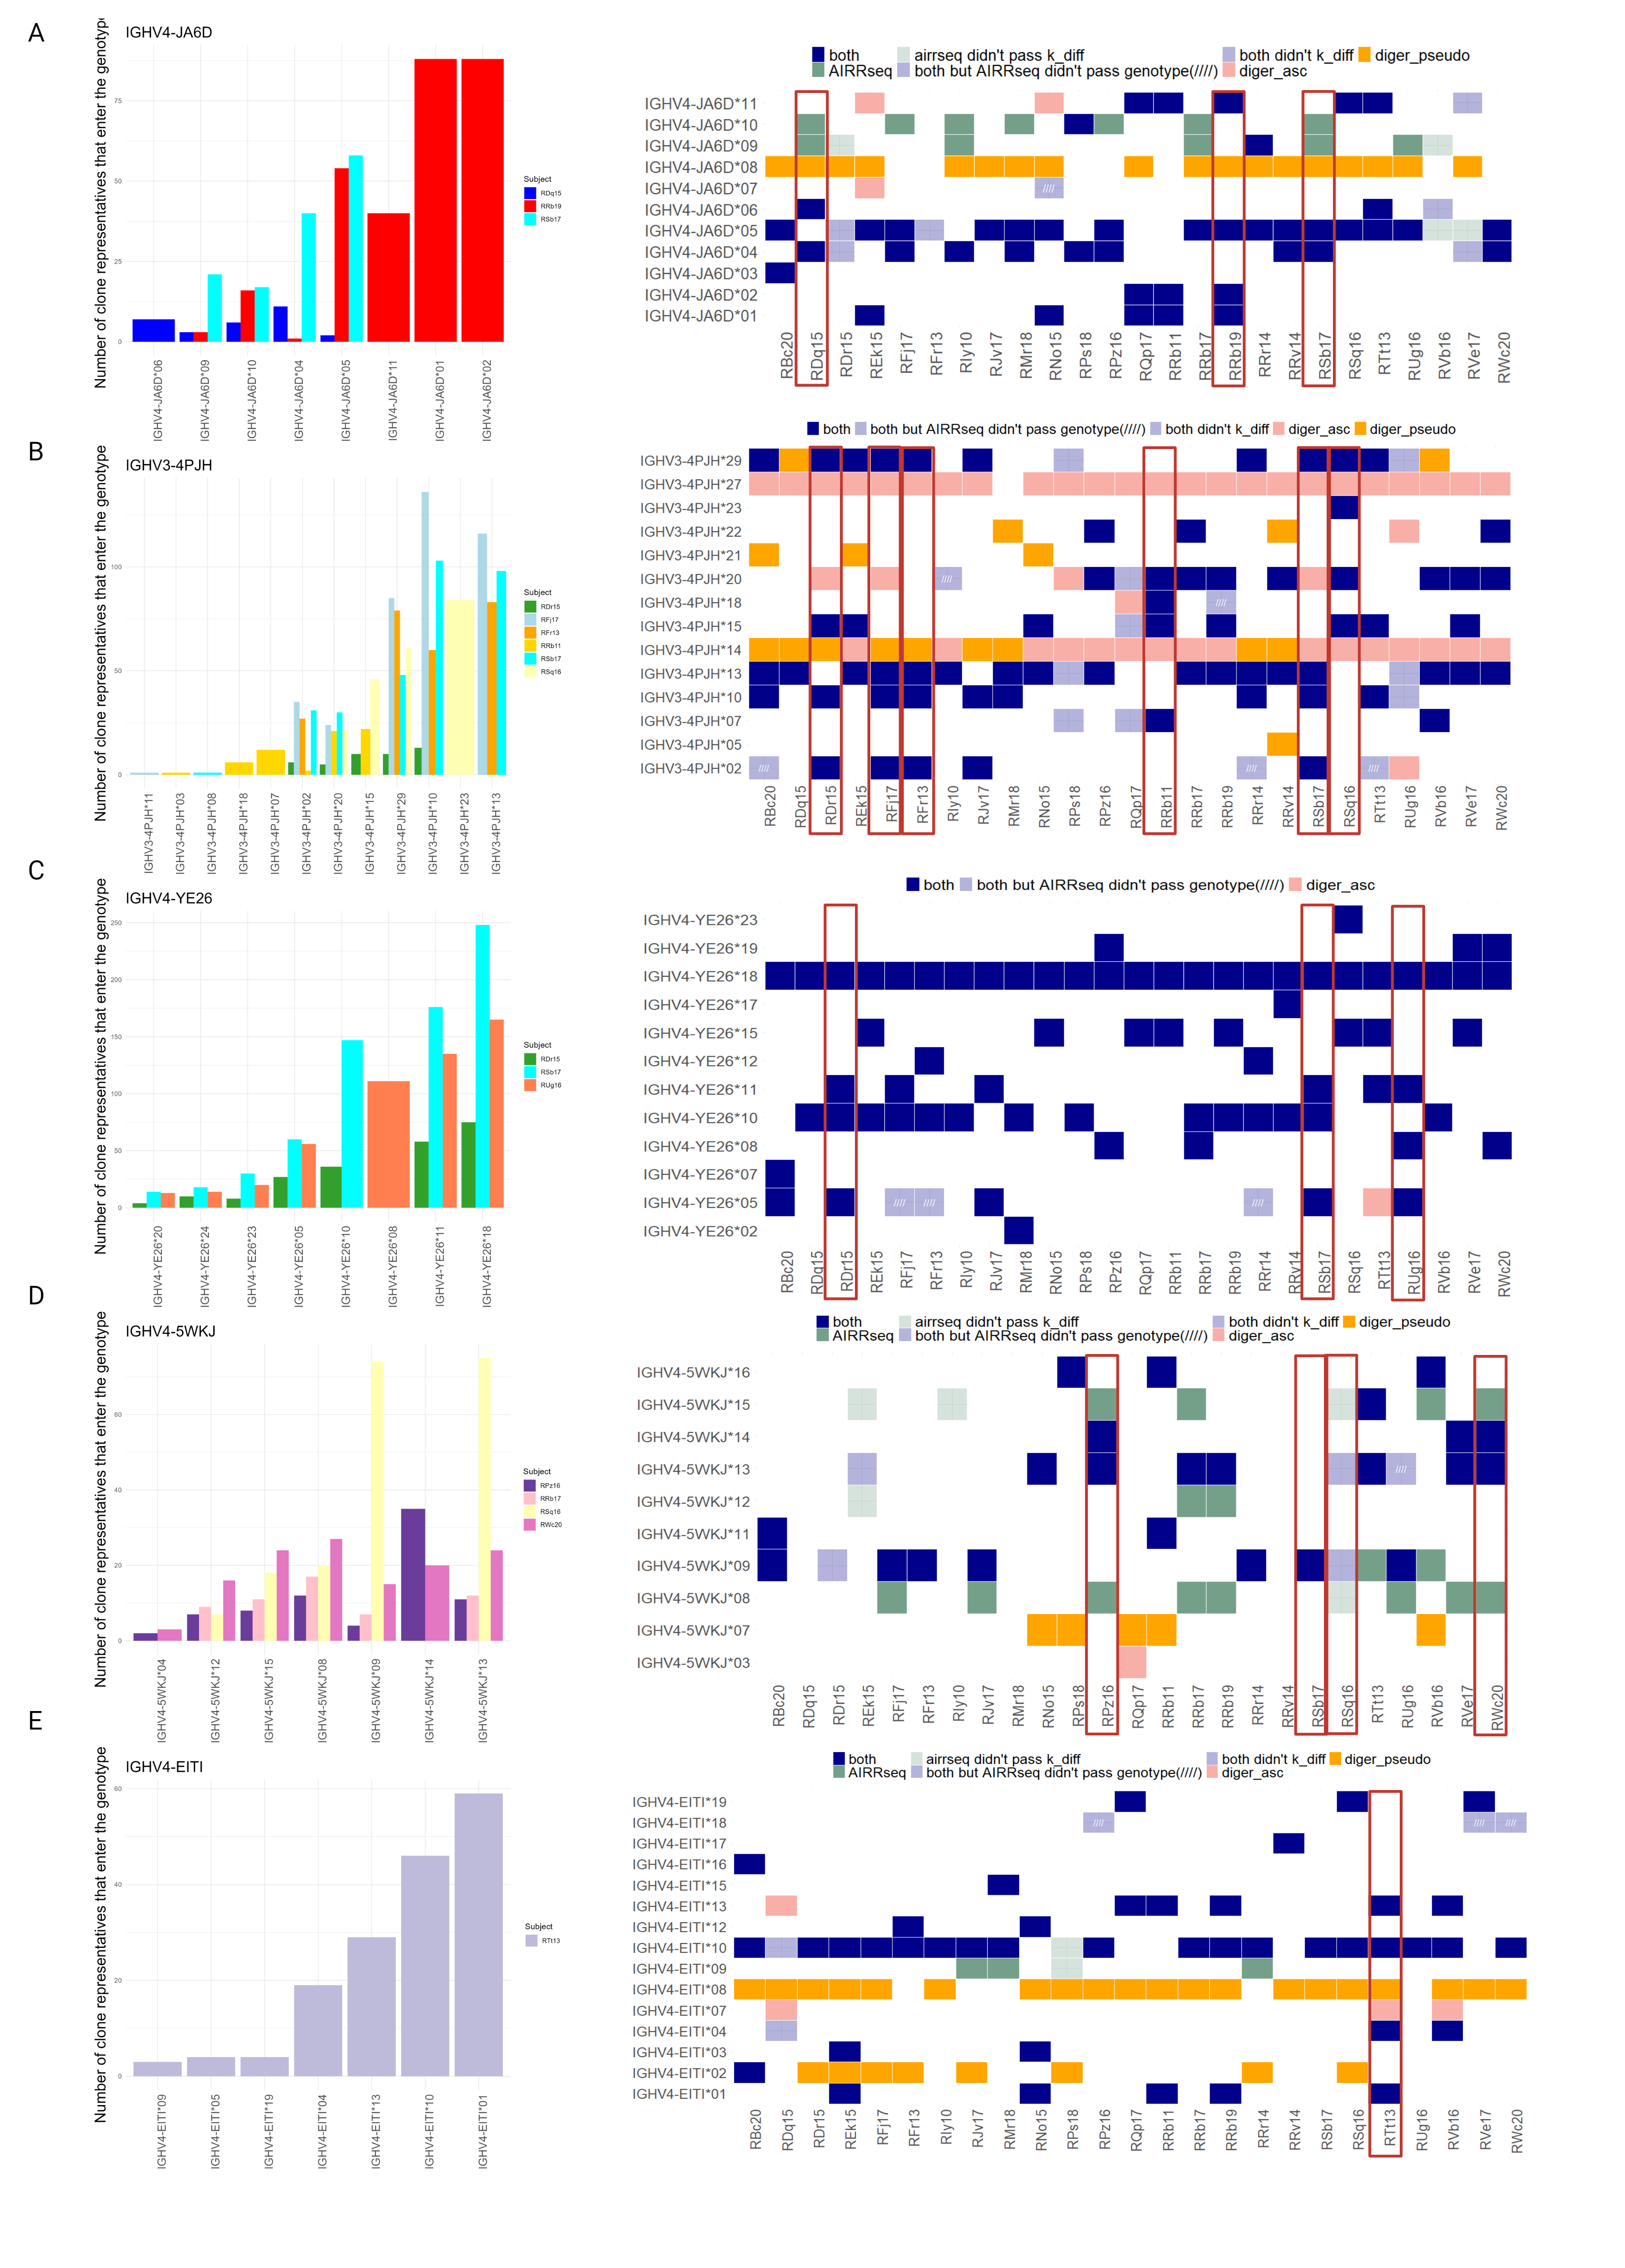 A
IGHV4-JA6D
Number of clone representatives that enter the genotype
75
50
25
0
IGHV4-JA6D*06
IGHV4-JA6D*09
IGHV4-JA6D*10
IGHV4-JA6D*04
IGHV4-JA6D*05
IGHV4-JA6D*11
IGHV4-JA6D*01
IGHV4-JA6D*02
Subject
RDq15
RRb19
RSb17
both airrseq didn't pass k_diff both didn't k_diff diger_pseudo
AIRRseq both but AIRRseq didn't pass genotype(////) diger_asc
IGHV4-JA6D*11
IGHV4-JA6D*10
IGHV4-JA6D*09
IGHV4-JA6D*08
IGHV4-JA6D*07
////
IGHV4-JA6D*06
IGHV4-JA6D*05
IGHV4-JA6D*04
IGHV4-JA6D*03
IGHV4-JA6D*02
IGHV4-JA6D*01
RBc20 RDq15 RDr15 REk15 RFj17 RFr13 RIy10 RJv17 RMr18 RNo15 RPs18 RPz16 RQp17 RRb11 RRb17 RRb19 RRr14 RRv14 RSb17 RSq16 RTt13 RUg16 RVb16 RVe17 RWc20
B
IGHV3-4PJH
Number of clone representatives that enter the genotype
100
50
0
IGHV3-4PJH*11
IGHV3-4PJH*03
IGHV3-4PJH*08
IGHV3-4PJH*18
IGHV3-4PJH*07
IGHV3-4PJH*02
IGHV3-4PJH*20
IGHV3-4PJH*15
IGHV3-4PJH*29
IGHV3-4PJH*10
IGHV3-4PJH*23
IGHV3-4PJH*13
Subject
RDr15
RFj17
RFr13
RRb11
RSb17
RSq16
both both but AIRRseq didn't pass genotype(////) both didn't k_diff diger_asc diger_pseudo
IGHV3-4PJH*29
IGHV3-4PJH*27
IGHV3-4PJH*23
IGHV3-4PJH*22
IGHV3-4PJH*21
IGHV3-4PJH*20
////
IGHV3-4PJH*18
////
IGHV3-4PJH*15
IGHV3-4PJH*14
IGHV3-4PJH*13
IGHV3-4PJH*10
IGHV3-4PJH*07
IGHV3-4PJH*05
IGHV3-4PJH*02
//// //// ////
RBc20 RDq15 RDr15 REk15 RFj17 RFr13 RIy10 RJv17 RMr18 RNo15 RPs18 RPz16 RQp17 RRb11 RRb17 RRb19 RRr14 RRv14 RSb17 RSq16 RTt13 RUg16 RVb16 RVe17 RWc20
C
IGHV4-YE26
Number of clone representatives that enter the genotype
250
200
150
100
50
0
IGHV4-YE26*20
IGHV4-YE26*24
IGHV4-YE26*23
IGHV4-YE26*05
IGHV4-YE26*10
IGHV4-YE26*08
IGHV4-YE26*11
IGHV4-YE26*18
Subject
RDr15
RSb17
RUg16
both both but AIRRseq didn't pass genotype(////) diger_asc
IGHV4-YE26*23
IGHV4-YE26*19
IGHV4-YE26*18
IGHV4-YE26*17
IGHV4-YE26*15
IGHV4-YE26*12
IGHV4-YE26*11
IGHV4-YE26*10
IGHV4-YE26*08
IGHV4-YE26*07
IGHV4-YE26*05
//// //// ////
IGHV4-YE26*02
RBc20 RDq15 RDr15 REk15 RFj17 RFr13 RIy10 RJv17 RMr18 RNo15 RPs18 RPz16 RQp17 RRb11 RRb17 RRb19 RRr14 RRv14 RSb17 RSq16 RTt13 RUg16 RVb16 RVe17 RWc20
D
IGHV4-5WKJ
Number of clone representatives that enter the genotype
60
40
20
0
IGHV4-5WKJ*04
IGHV4-5WKJ*12
IGHV4-5WKJ*15
IGHV4-5WKJ*08
IGHV4-5WKJ*09
IGHV4-5WKJ*14
IGHV4-5WKJ*13
Subject
RPz16
RRb17
RSq16
RWc20
both airrseq didn't pass k_diff both didn't k_diff diger_pseudo
AIRRseq both but AIRRseq didn't pass genotype(////) diger_asc
IGHV4-5WKJ*16
IGHV4-5WKJ*15
IGHV4-5WKJ*14
IGHV4-5WKJ*13
////
IGHV4-5WKJ*12
IGHV4-5WKJ*11
IGHV4-5WKJ*09
IGHV4-5WKJ*08
IGHV4-5WKJ*07
IGHV4-5WKJ*03
RBc20 RDq15 RDr15 REk15 RFj17 RFr13 RIy10 RJv17 RMr18 RNo15 RPs18 RPz16 RQp17 RRb11 RRb17 RRb19 RRr14 RRv14 RSb17 RSq16 RTt13 RUg16 RVb16 RVe17 RWc20
E
IGHV4-EITI
Number of clone representatives that enter the genotype
60
40
20
0
IGHV4-EITI*09
IGHV4-EITI*05
IGHV4-EITI*19
IGHV4-EITI*04
IGHV4-EITI*13
IGHV4-EITI*10
IGHV4-EITI*01
Subject
RTt13
both airrseq didn't pass k_diff both didn't k_diff diger_pseudo
AIRRseq both but AIRRseq didn't pass genotype(////) diger_asc
IGHV4-EITI*19
IGHV4-EITI*18
//// //// ////
IGHV4-EITI*17
IGHV4-EITI*16
IGHV4-EITI*15
IGHV4-EITI*13
IGHV4-EITI*12
IGHV4-EITI*10
IGHV4-EITI*09
IGHV4-EITI*08
IGHV4-EITI*07
IGHV4-EITI*04
IGHV4-EITI*03
IGHV4-EITI*02
IGHV4-EITI*01
RBc20 RDq15 RDr15 REk15 RFj17 RFr13 RIy10 RJv17 RMr18 RNo15 RPs18 RPz16 RQp17 RRb11 RRb17 RRb19 RRr14 RRv14 RSb17 RSq16 RTt13 RUg16 RVb16 RVe17 RWc20